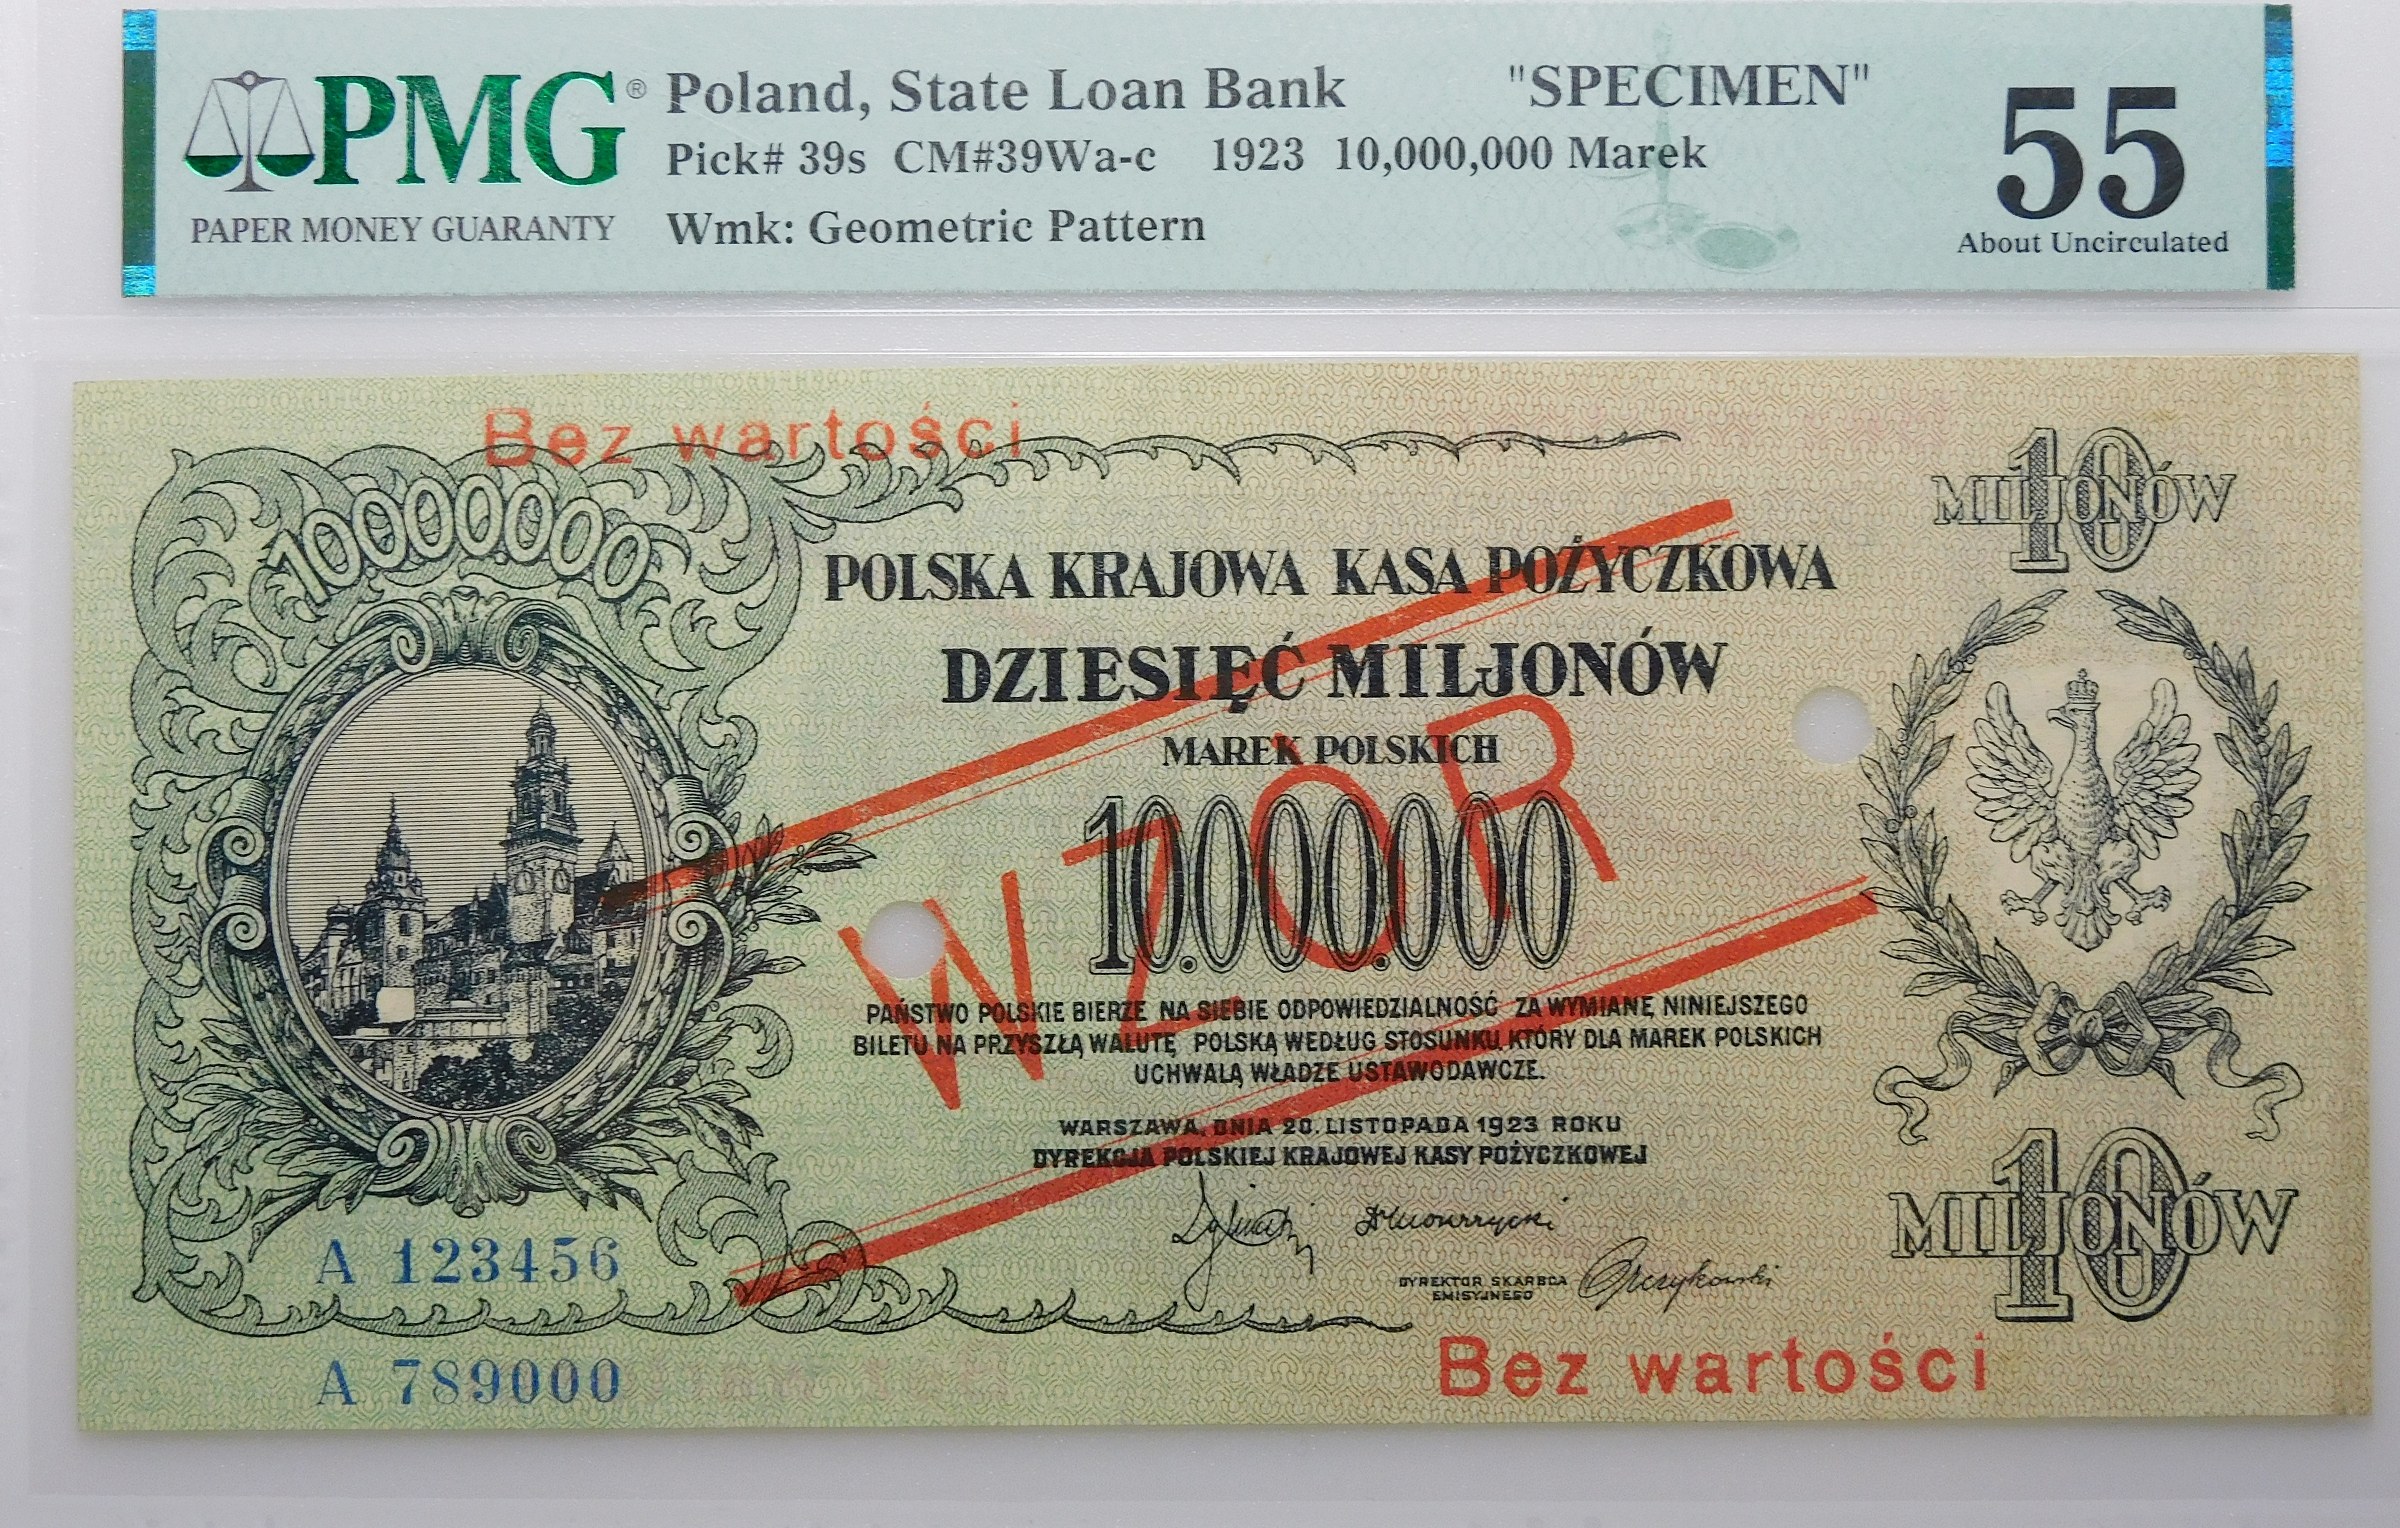 PMG®
PAPER MONEY GUARANTY
Poland, State Loan Bank "SPECIMEN"
Pick# 39s CM#39Wa-c 1923 10,000,000 Marek
Wmk: Geometric Pattern
55
About Uncirculated
Bez wartości
10.000.000
10
MILJONÓW
POLSKA KRAJOWA KASA POŻYCZKOWA
DZIESIĘĆ MILJONÓW
MAREK POLSKICH
10.000.000
WZÓR
PAŃSTWO POLSKIE BIERZE NA SIEBIE ODPOWIEDZIALNOŚĆ ZA WYMIANĘ NINIEJSZEGO
BILETU NA PRZYSZŁĄ WALUTĘ POLSKĄ WEDŁUG STOSUNKU, KTÓRY DLA MAREK POLSKICH
UCHWALĄ WŁADZE USTAWODAWCZE.
WARSZAWA, DNIA 20. LISTOPADA 1923 ROKU
DYREKCJA POLSKIEJ KRAJOWEJ KASY POŻYCZKOWEJ
DYREKTOR SKARBCA
EMISYJNEGO
10
MILJONÓW
A 123456
A 789000
Bez wartości